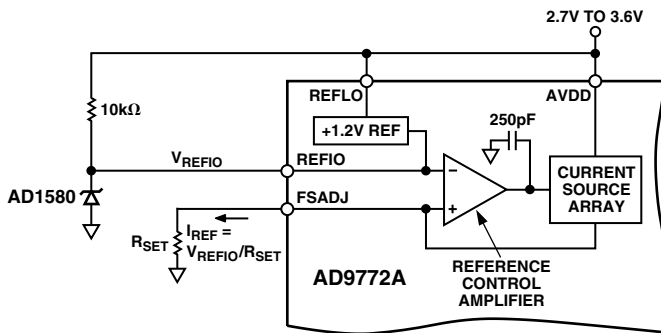 2.7V TO 3.6V
REFLO
AVDD
10kΩ
+1.2V REF
250pF
VREFIO
REFIO
–
AD1580
FSADJ
+
CURRENT
SOURCE
ARRAY
RSET
IREF =
VREFIO/RSET
AD9772A
REFERENCE
CONTROL
AMPLIFIER